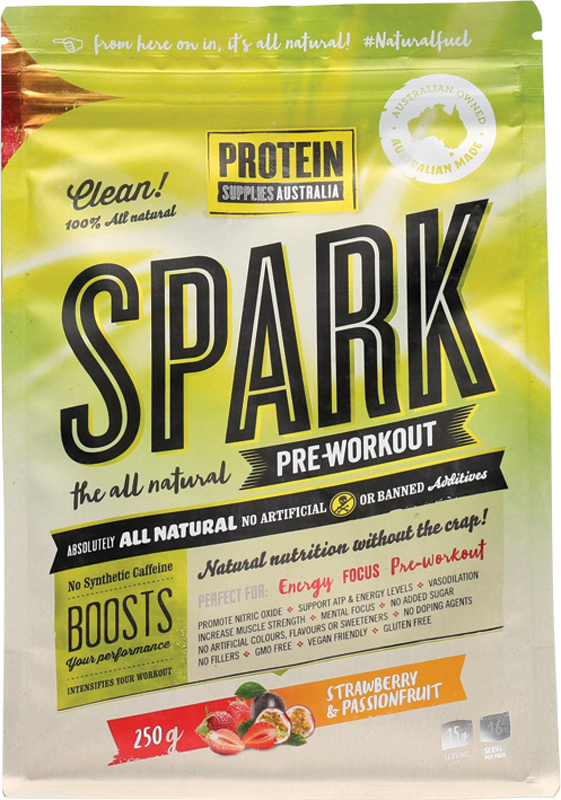 from here on in, it's all natural! #Naturalfuel
AUSTRALIAN OWNED
AUSTRALIAN MADE
PROTEIN
SUPPLIES AUSTRALIA
Clean!
100% All natural
SPARK
the all natural
PRE-WORKOUT
ABSOLUTELY ALL NATURAL NO ARTIFICIAL OR BANNED Additives
No Synthetic Caffeine
BOOSTS
Your performance
INTENSIFIES YOUR WORKOUT
Natural nutrition without the crap!
PERFECT FOR: Energy FOCUS Pre-workout
PROMOTE NITRIC OXIDE ❖ SUPPORT ATP & ENERGY LEVELS ❖ VASODILATION
INCREASE MUSCLE STRENGTH ❖ MENTAL FOCUS ❖ NO ADDED SUGAR
NO ARTIFICIAL COLOURS, FLAVOURS OR SWEETENERS ❖ NO DOPING AGENTS
NO FILLERS ❖ GMO FREE ❖ VEGAN FRIENDLY ❖ GLUTEN FREE
250g
STRAWBERRY
& PASSIONFRUIT
15g
SERVING
16
PER PACK